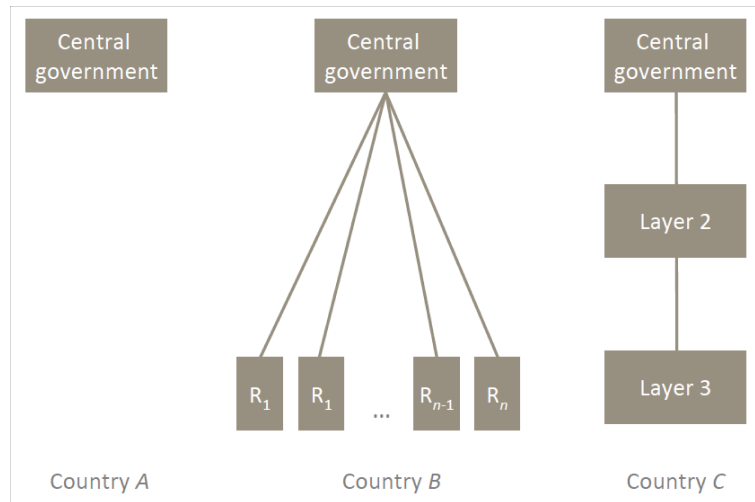 Central
government
Central
government
Central
government
Layer 2
R1
R1
...
Rn-1
Rn
Layer 3
Country A
Country B
Country C